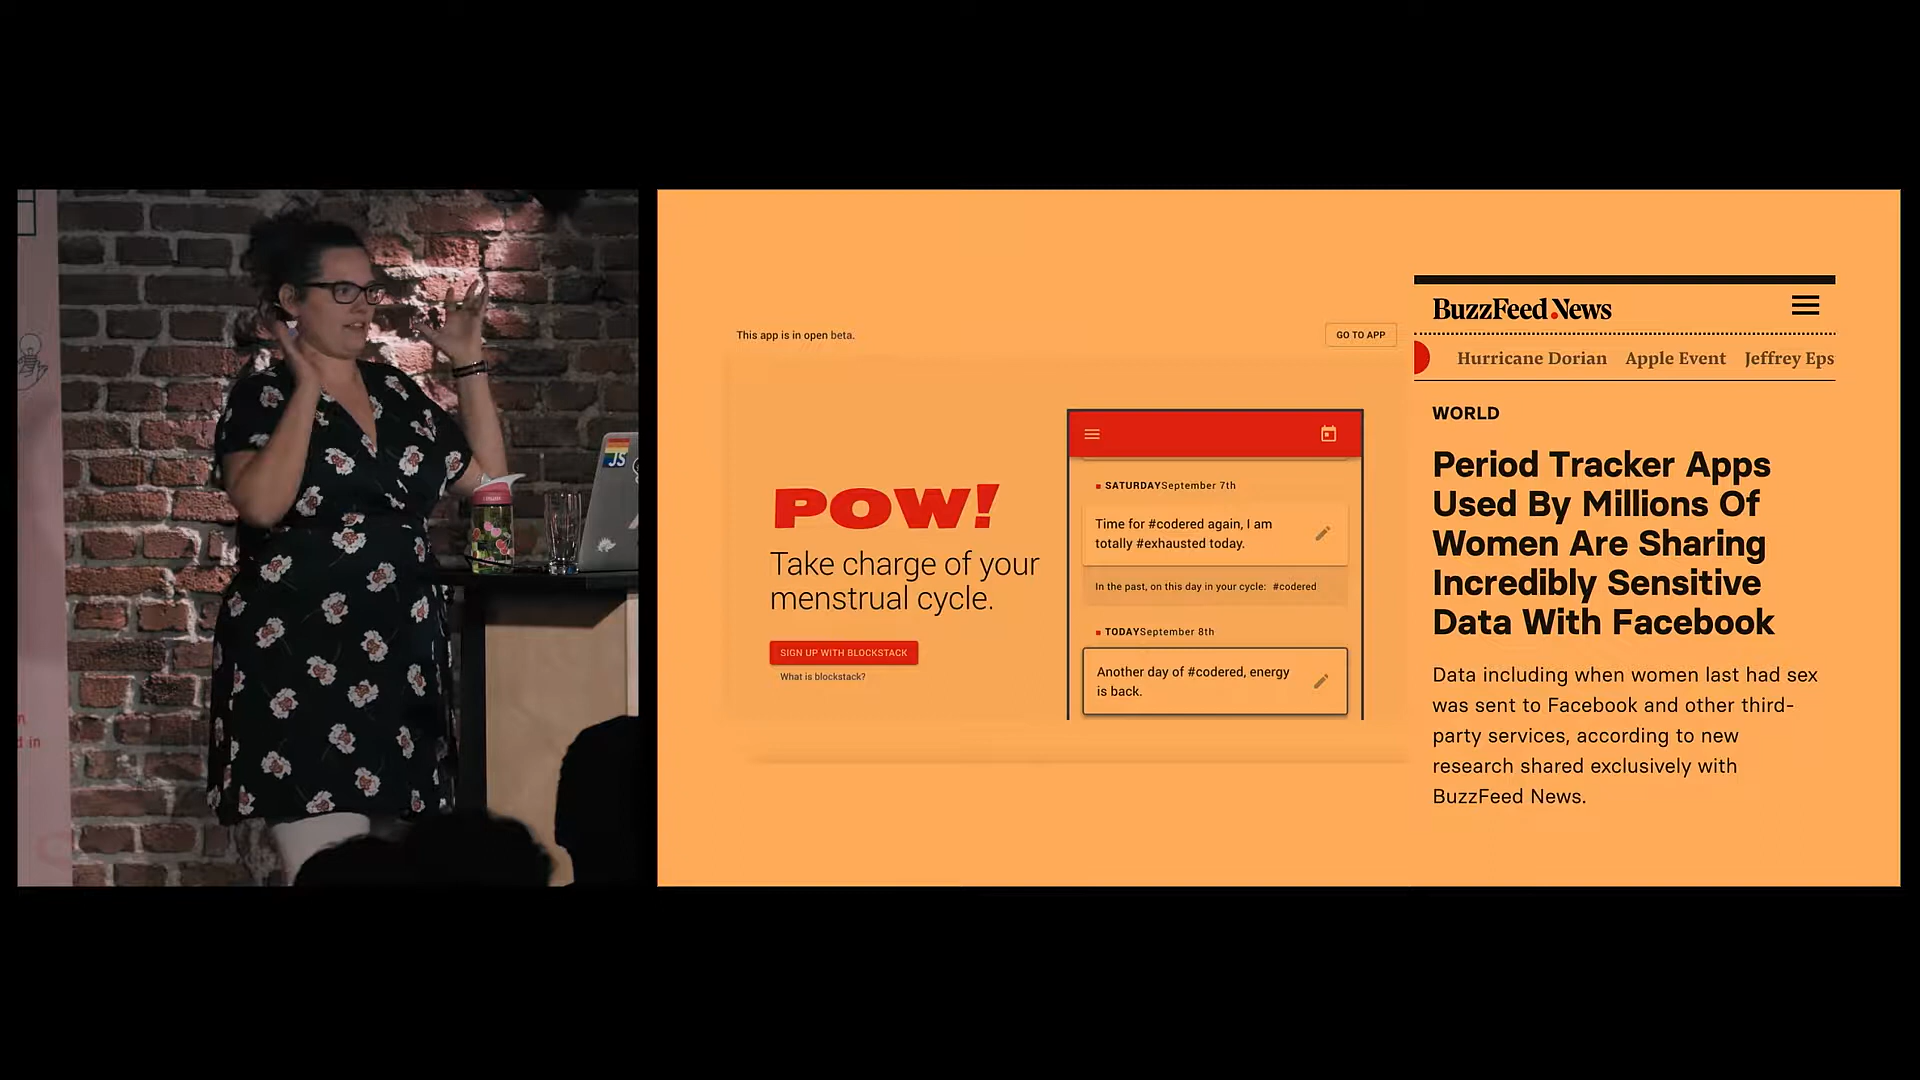 JS
n
d in
This app is in open beta.
GO TO APP
POW!
Take charge of your
menstrual cycle.
SIGN UP WITH BLOCKSTACK
What is blockstack?
SATURDAYSeptember 7th
Time for #codered again, I am
totally #exhausted today.
In the past, on this day in your cycle: #codered
TODAYSeptember 8th
Another day of #codered, energy
is back.
BuzzFeed News
Hurricane Dorian Apple Event Jeffrey Eps
WORLD
Period Tracker Apps
Used By Millions Of
Women Are Sharing
Incredibly Sensitive
Data With Facebook
Data including when women last had sex
was sent to Facebook and other third-
party services, according to new
research shared exclusively with
BuzzFeed News.